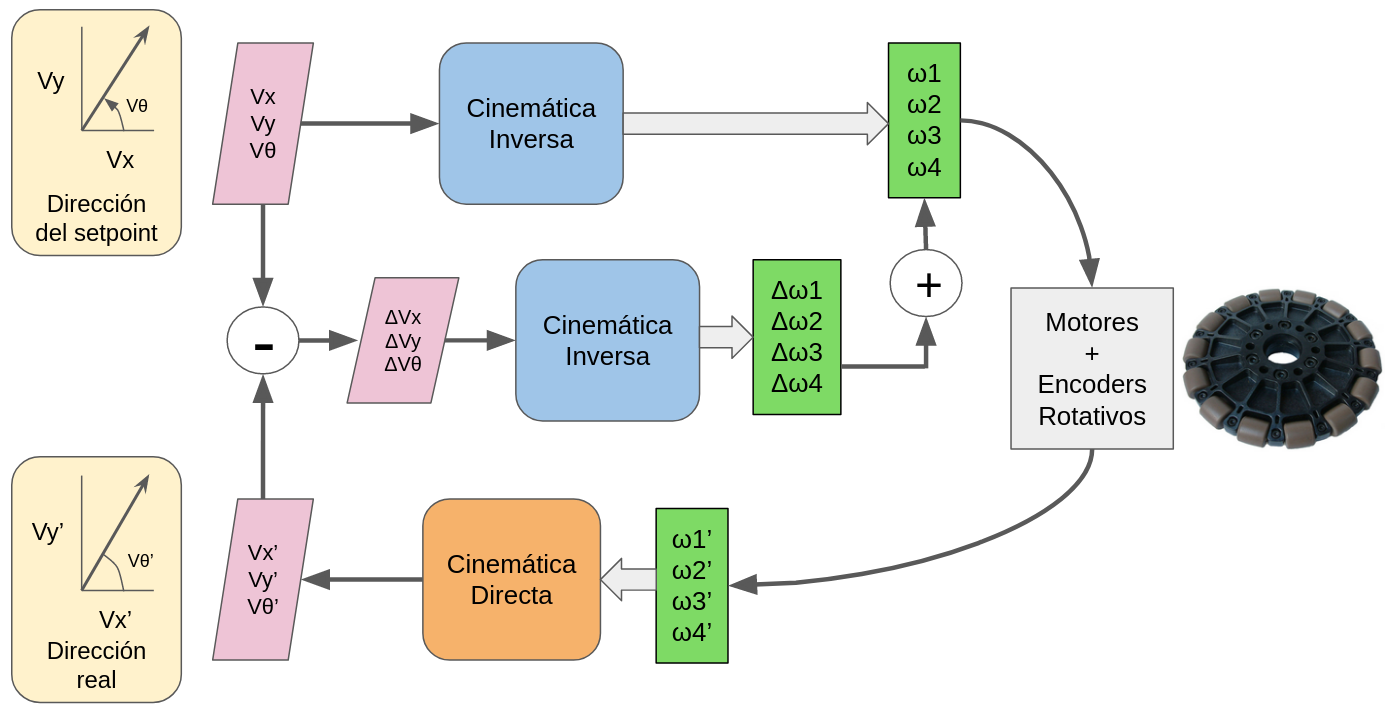 Vy
Vθ
Vx
Dirección
del setpoint
Vx
Vy
Vθ
Cinemática
Inversa
ω1
ω2
ω3
ω4
-
ΔVx
ΔVy
ΔVθ
Cinemática
Inversa
Δω1
Δω2
Δω3
Δω4
+
Motores
+
Encoders
Rotativos
Vy’
Vθ’
Vx’
Dirección
real
Vx’
Vy’
Vθ’
Cinemática
Directa
ω1’
ω2’
ω3’
ω4’